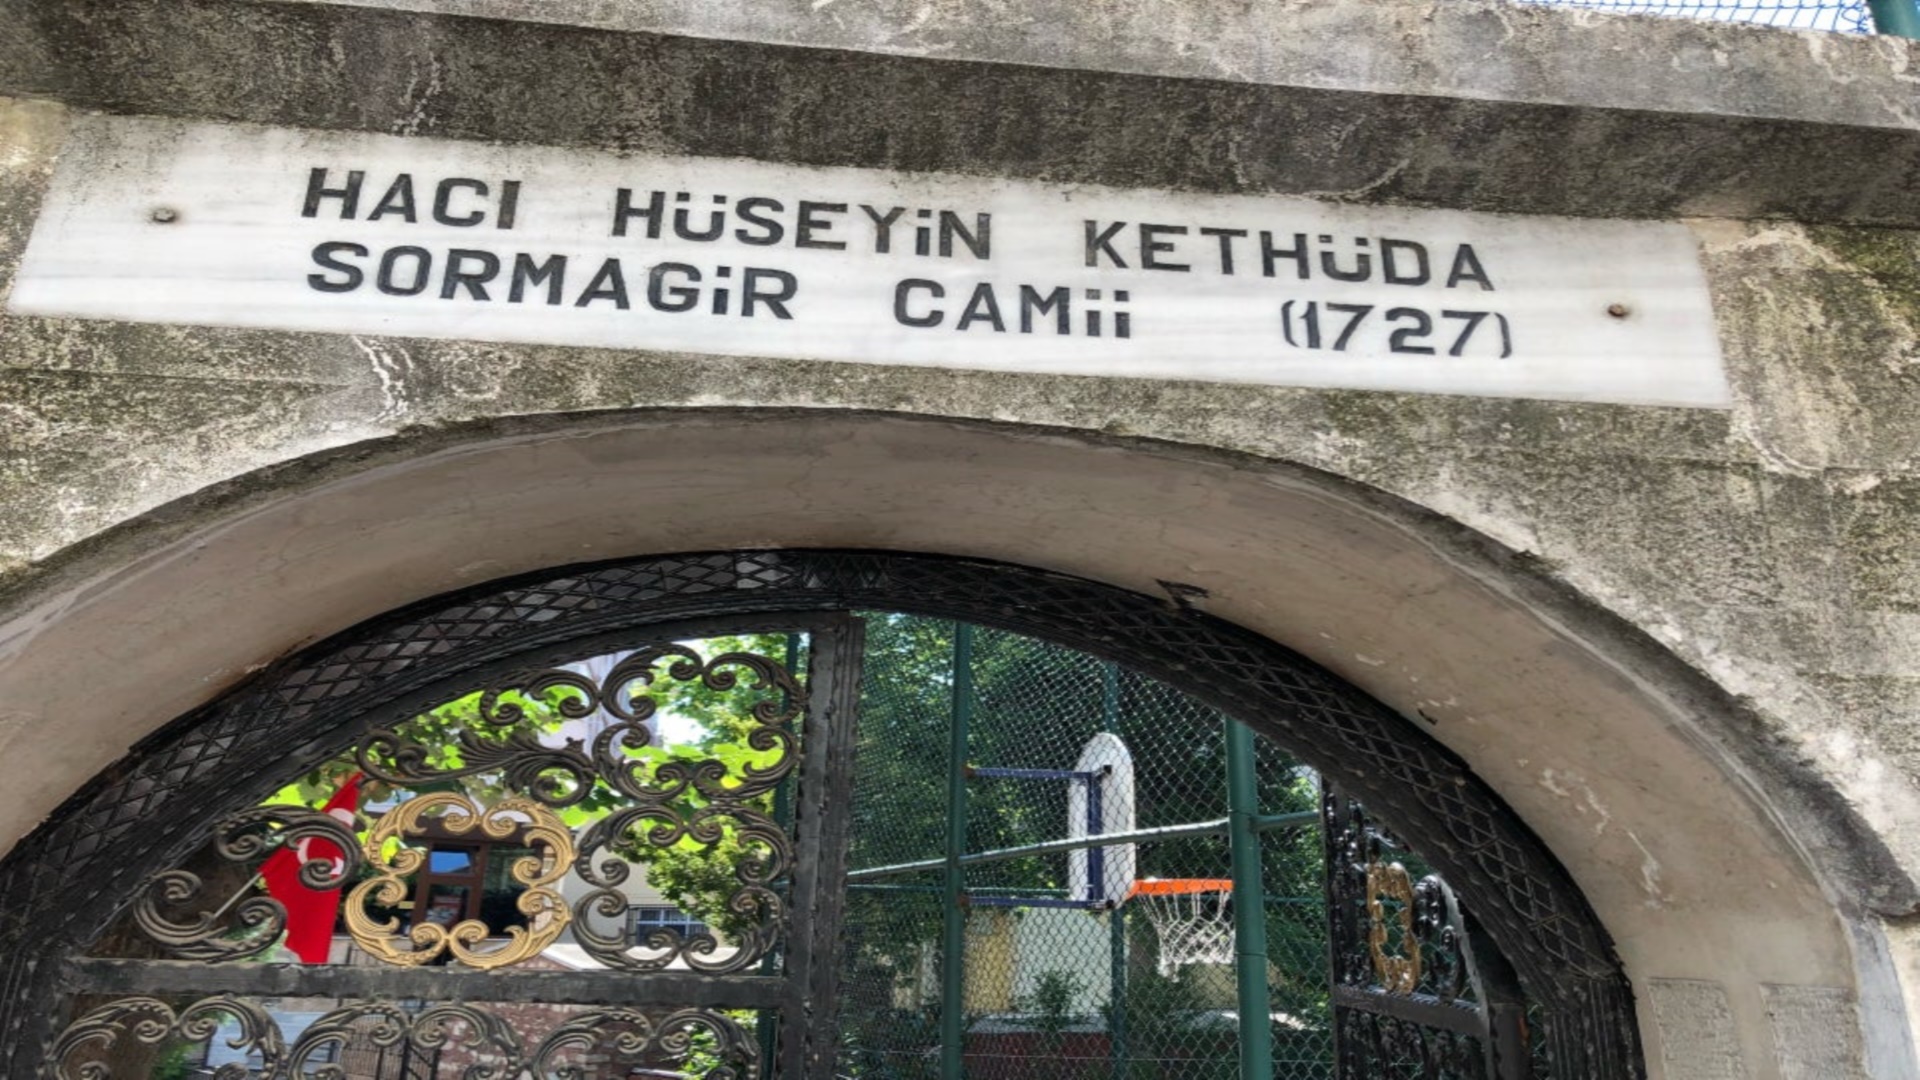 HACI HÜSEYİN KETHÜDA
SORMAGİR CAMİİ (1727)